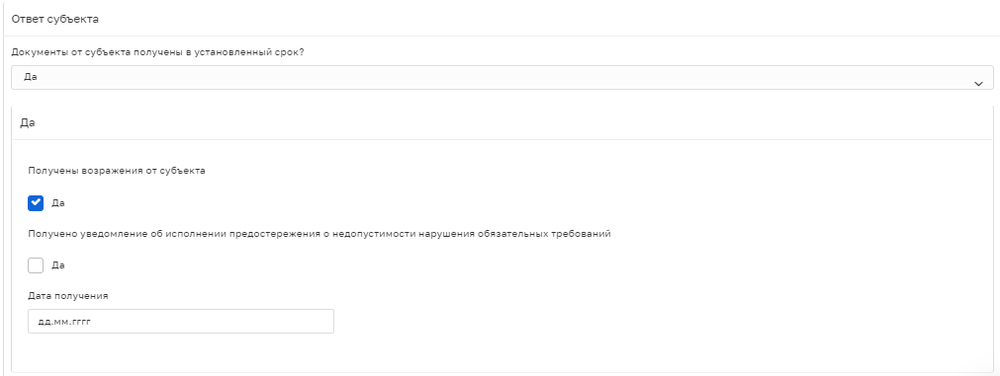 Ответ субъекта
Документы от субъекта получены в установленный срок?
Да
Да
Получены возражения от субъекта
Да
Получено уведомление об исполнении предостережения о недопустимости нарушения обязательных требований
Да
Дата получения
дд.мм.гггг